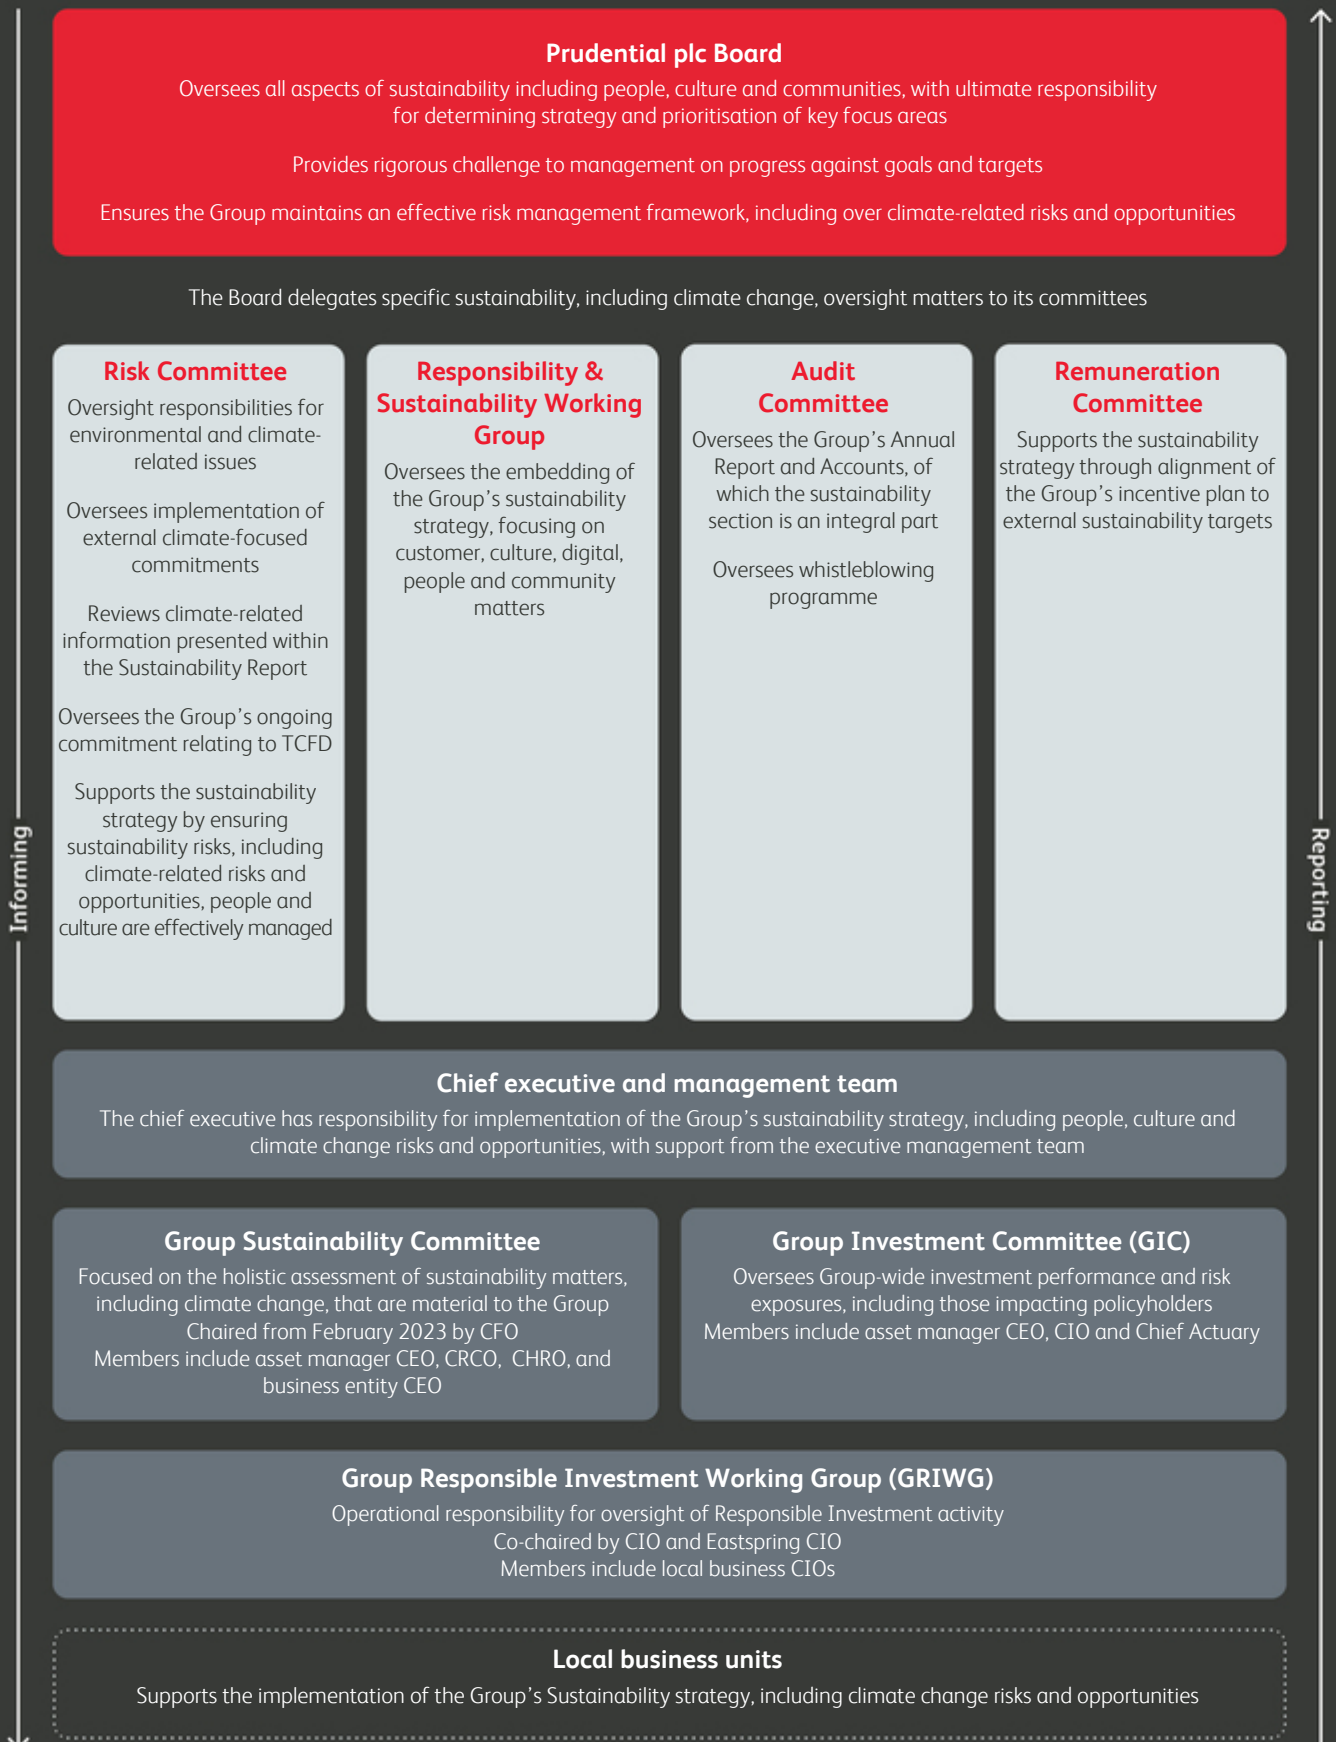 Prudential plc Board
Oversees all aspects of sustainability including people, culture and communities, with ultimate responsibility
for determining strategy and prioritisation of key focus areas
Provides rigorous challenge to management on progress against goals and targets
Ensures the Group maintains an effective risk management framework, including over climate-related risks and opportunities
The Board delegates specific sustainability, including climate change, oversight matters to its committees
Risk Committee
Oversight responsibilities for
environmental and climate-
related issues
Oversees implementation of
external climate-focused
commitments
Reviews climate-related
information presented within
the Sustainability Report
Oversees the Group's ongoing
commitment relating to TCFD
Supports the sustainability
strategy by ensuring
sustainability risks, including
climate-related risks and
opportunities, people and
culture are effectively managed
Responsibility &
Sustainability Working
Group
Oversees the embedding of
the Group's sustainability
strategy, focusing on
customer, culture, digital,
people and community
matters
Audit
Committee
Oversees the Group's Annual
Report and Accounts, of
which the sustainability
section is an integral part
Oversees whistleblowing
programme
Remuneration
Committee
Supports the sustainability
strategy through alignment of
the Group's incentive plan to
external sustainability targets
Informing
Reporting
Chief executive and management team
The chief executive has responsibility for implementation of the Group's sustainability strategy, including people, culture and
climate change risks and opportunities, with support from the executive management team
Group Sustainability Committee
Focused on the holistic assessment of sustainability matters,
including climate change, that are material to the Group
Chaired from February 2023 by CFO
Members include asset manager CEO, CRCO, CHRO, and
business entity CEO
Group Investment Committee (GIC)
Oversees Group-wide investment performance and risk
exposures, including those impacting policyholders
Members include asset manager CEO, CIO and Chief Actuary
Group Responsible Investment Working Group (GRIWG)
Operational responsibility for oversight of Responsible Investment activity
Co-chaired by CIO and Eastspring CIO
Members include local business CIOs
Local business units
Supports the implementation of the Group's Sustainability strategy, including climate change risks and opportunities